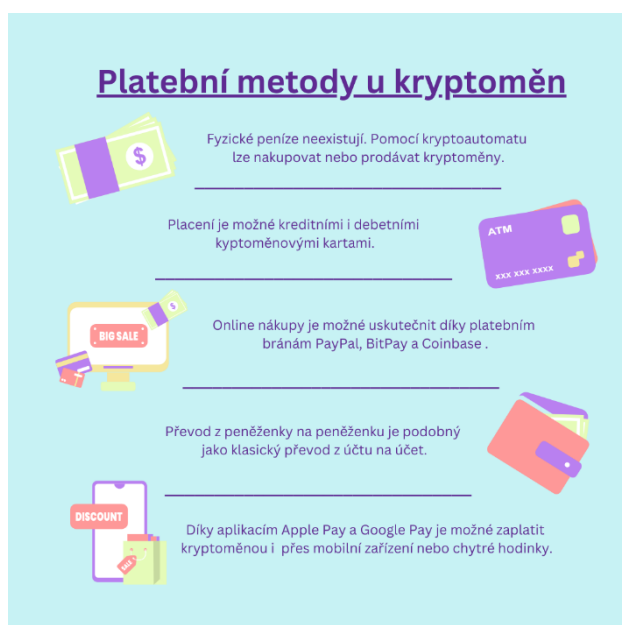 Platební metody u kryptoměn
$
Fyzické peníze neexistují. Pomocí kryptoautomatu
lze nakupovat nebo prodávat kryptoměny.
Placení je možné kreditními i debetními
kyptoměnovými kartami.
ATM
xxx xxx xxxx
$
BIG SALE
Online nákupy je možné uskutečnit díky platebním
bránám PayPal, BitPay a Coinbase .
Převod z peněženky na peněženku je podobný
jako klasický převod z účtu na účet.
DISCOUNT
SALE
Díky aplikacím Apple Pay a Google Pay je možné zaplatit
kryptoměnou i  přes mobilní zařízení nebo chytré hodinky.